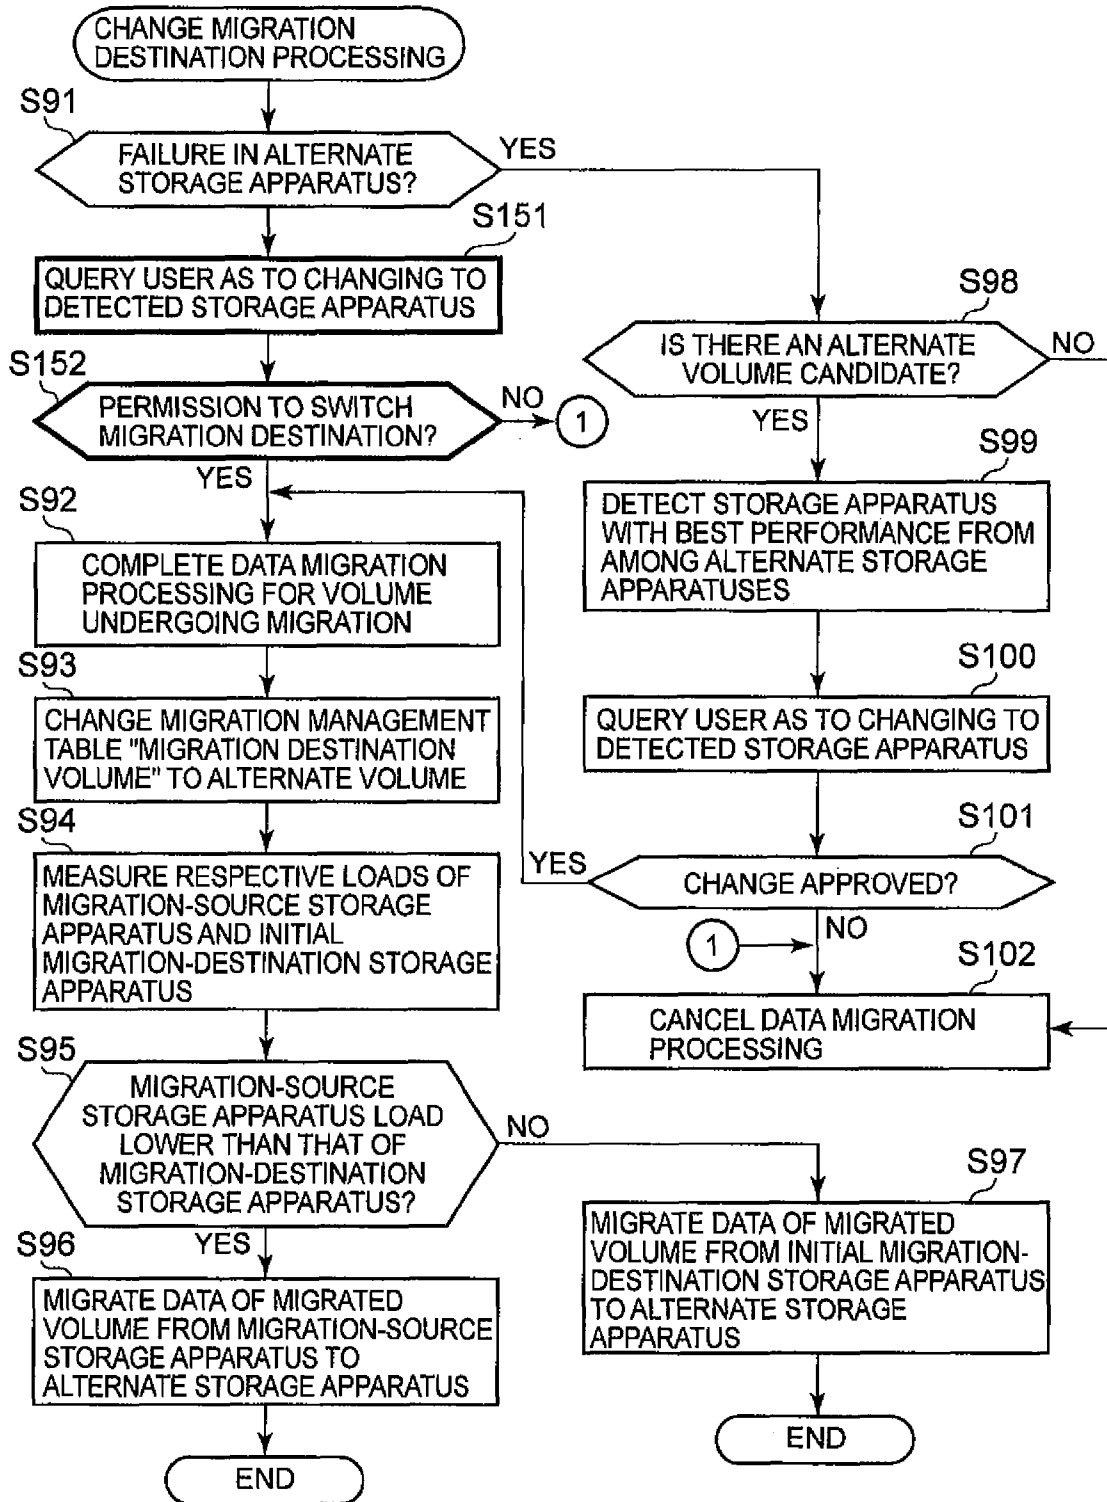 CHANGE MIGRATION
DESTINATION PROCESSING
S91
FAILURE IN ALTERNATE
STORAGE APPARATUS?
YES
S151
QUERY USER AS TO CHANGING TO
DETECTED STORAGE APPARATUS
S152
PERMISSION TO SWITCH
MIGRATION DESTINATION?
NO
1
YES
S92
COMPLETE DATA MIGRATION
PROCESSING FOR VOLUME
UNDERGOING MIGRATION
S93
CHANGE MIGRATION MANAGEMENT
TABLE "MIGRATION DESTINATION
VOLUME" TO ALTERNATE VOLUME
S94
MEASURE RESPECTIVE LOADS OF
MIGRATION-SOURCE STORAGE
APPARATUS AND INITIAL
MIGRATION-DESTINATION STORAGE
APPARATUS
S95
MIGRATION-SOURCE
STORAGE APPARATUS LOAD
LOWER THAN THAT OF
MIGRATION-DESTINATION
STORAGE APPARATUS?
NO
YES
S96
MIGRATE DATA OF MIGRATED
VOLUME FROM MIGRATION-SOURCE
STORAGE APPARATUS TO
ALTERNATE STORAGE APPARATUS
END
S98
IS THERE AN ALTERNATE
VOLUME CANDIDATE?
NO
YES
S99
DETECT STORAGE APPARATUS
WITH BEST PERFORMANCE FROM
AMONG ALTERNATE STORAGE
APPARATUSES
S100
QUERY USER AS TO CHANGING TO
DETECTED STORAGE APPARATUS
S101
YES
CHANGE APPROVED?
NO
1
S102
CANCEL DATA MIGRATION
PROCESSING
S97
MIGRATE DATA OF MIGRATED
VOLUME FROM INITIAL MIGRATION-
DESTINATION STORAGE APPARATUS
TO ALTERNATE STORAGE
APPARATUS
END